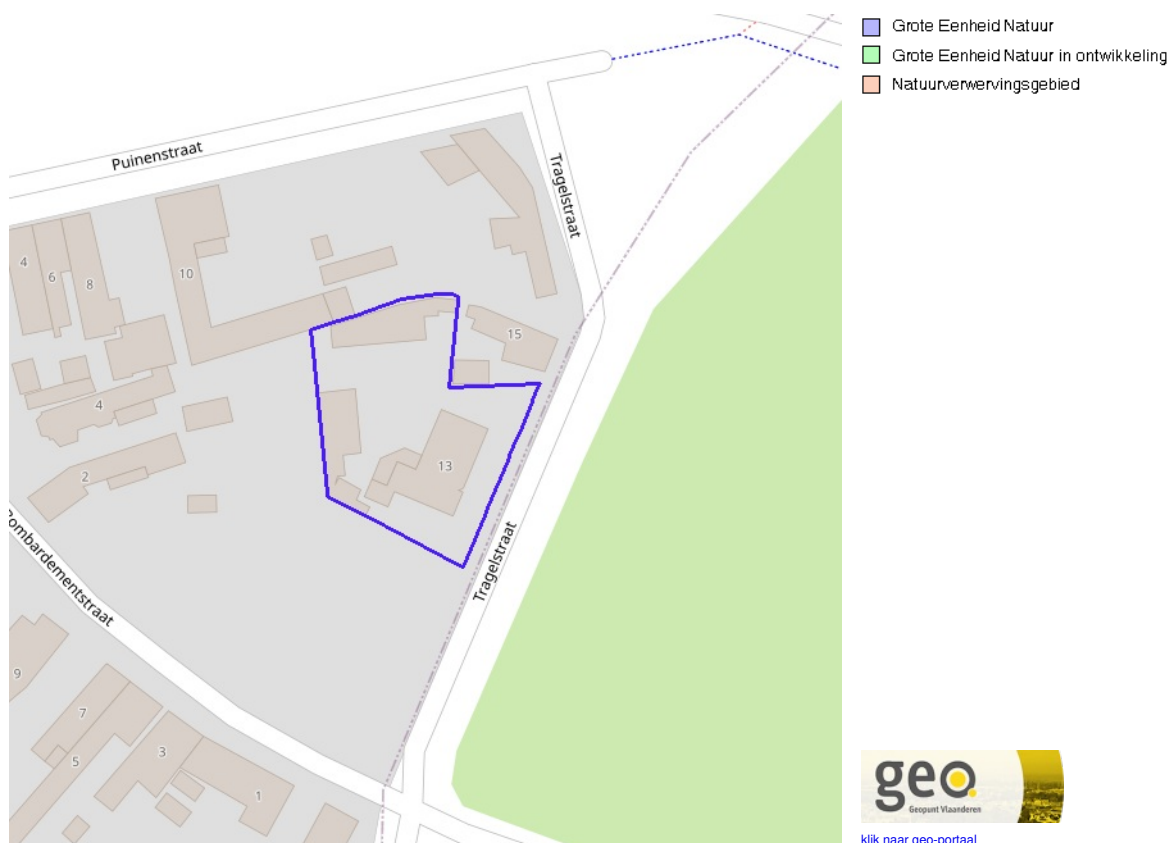 Grote Eenheid Natuur
Grote Eenheid Natuur in ontwikkeling
Natuurverwervingsgebied
Puinenstraat
Tragelstraat
4
6
8
10
15
4
2
13
Tragelstraat
Bombardementstraat
9
7
5
3
1
geo
Geopunt Vlaanderen
klik naar geo-portaal